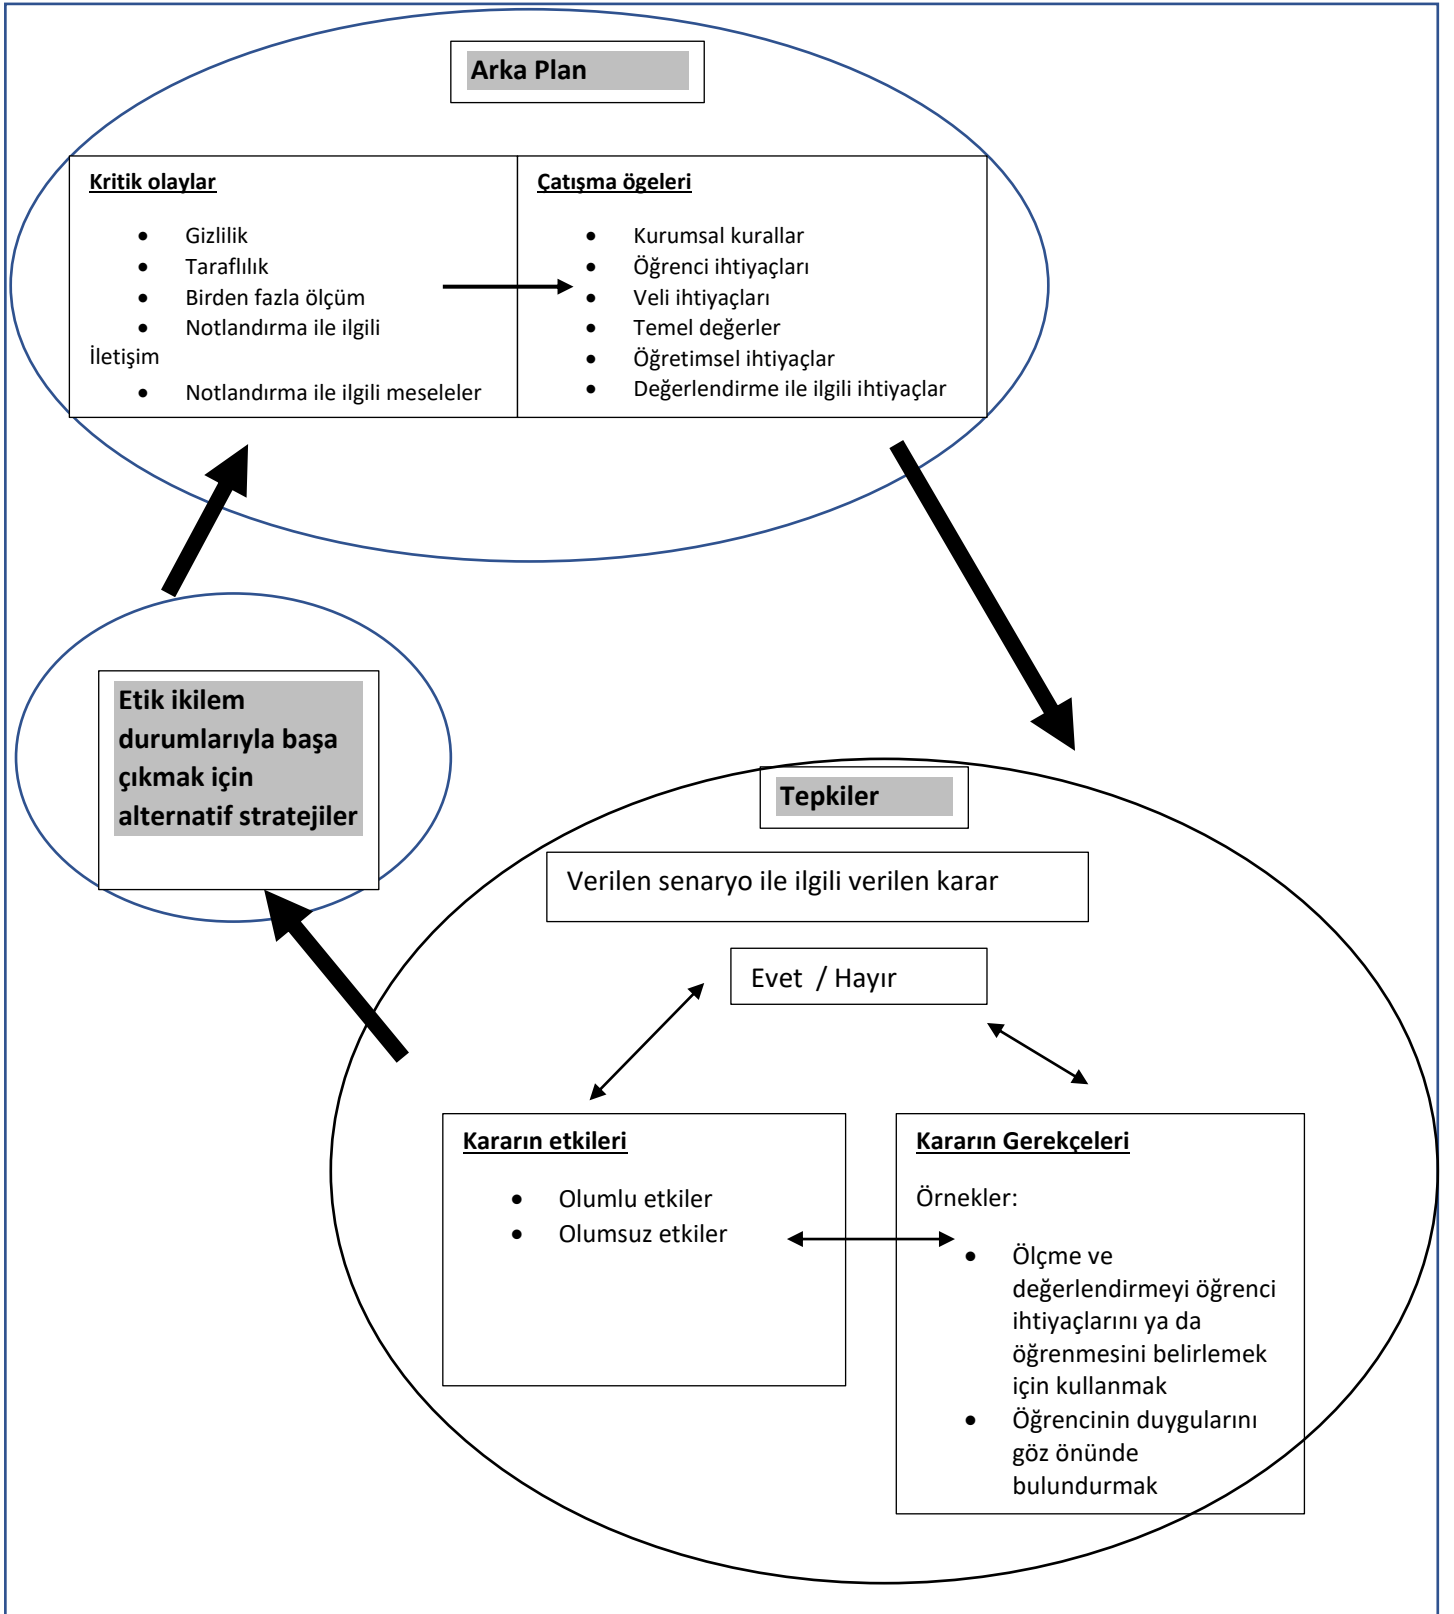 Arka Plan
Kritik olaylar
• Gizlilik
• Taraflılık
• Birden fazla ölçüm
• Notlandırma ile ilgili
İletişim
• Notlandırma ile ilgili meseleler
Çatışma ögeleri
• Kurumsal kurallar
• Öğrenci ihtiyaçları
• Veli ihtiyaçları
• Temel değerler
• Öğretimsel ihtiyaçlar
• Değerlendirme ile ilgili ihtiyaçlar
Etik ikilem
durumlarıyla başa
çıkmak için
alternatif stratejiler
Tepkiler
Verilen senaryo ile ilgili verilen karar
Evet / Hayır
Kararın etkileri
• Olumlu etkiler
• Olumsuz etkiler
Kararın Gerekçeleri
Örnekler:
• Ölçme ve
değerlendirmeyi öğrenci
ihtiyaçlarını ya da
öğrenmesini belirlemek
için kullanmak
• Öğrencinin duygularını
göz önünde
bulundurmak